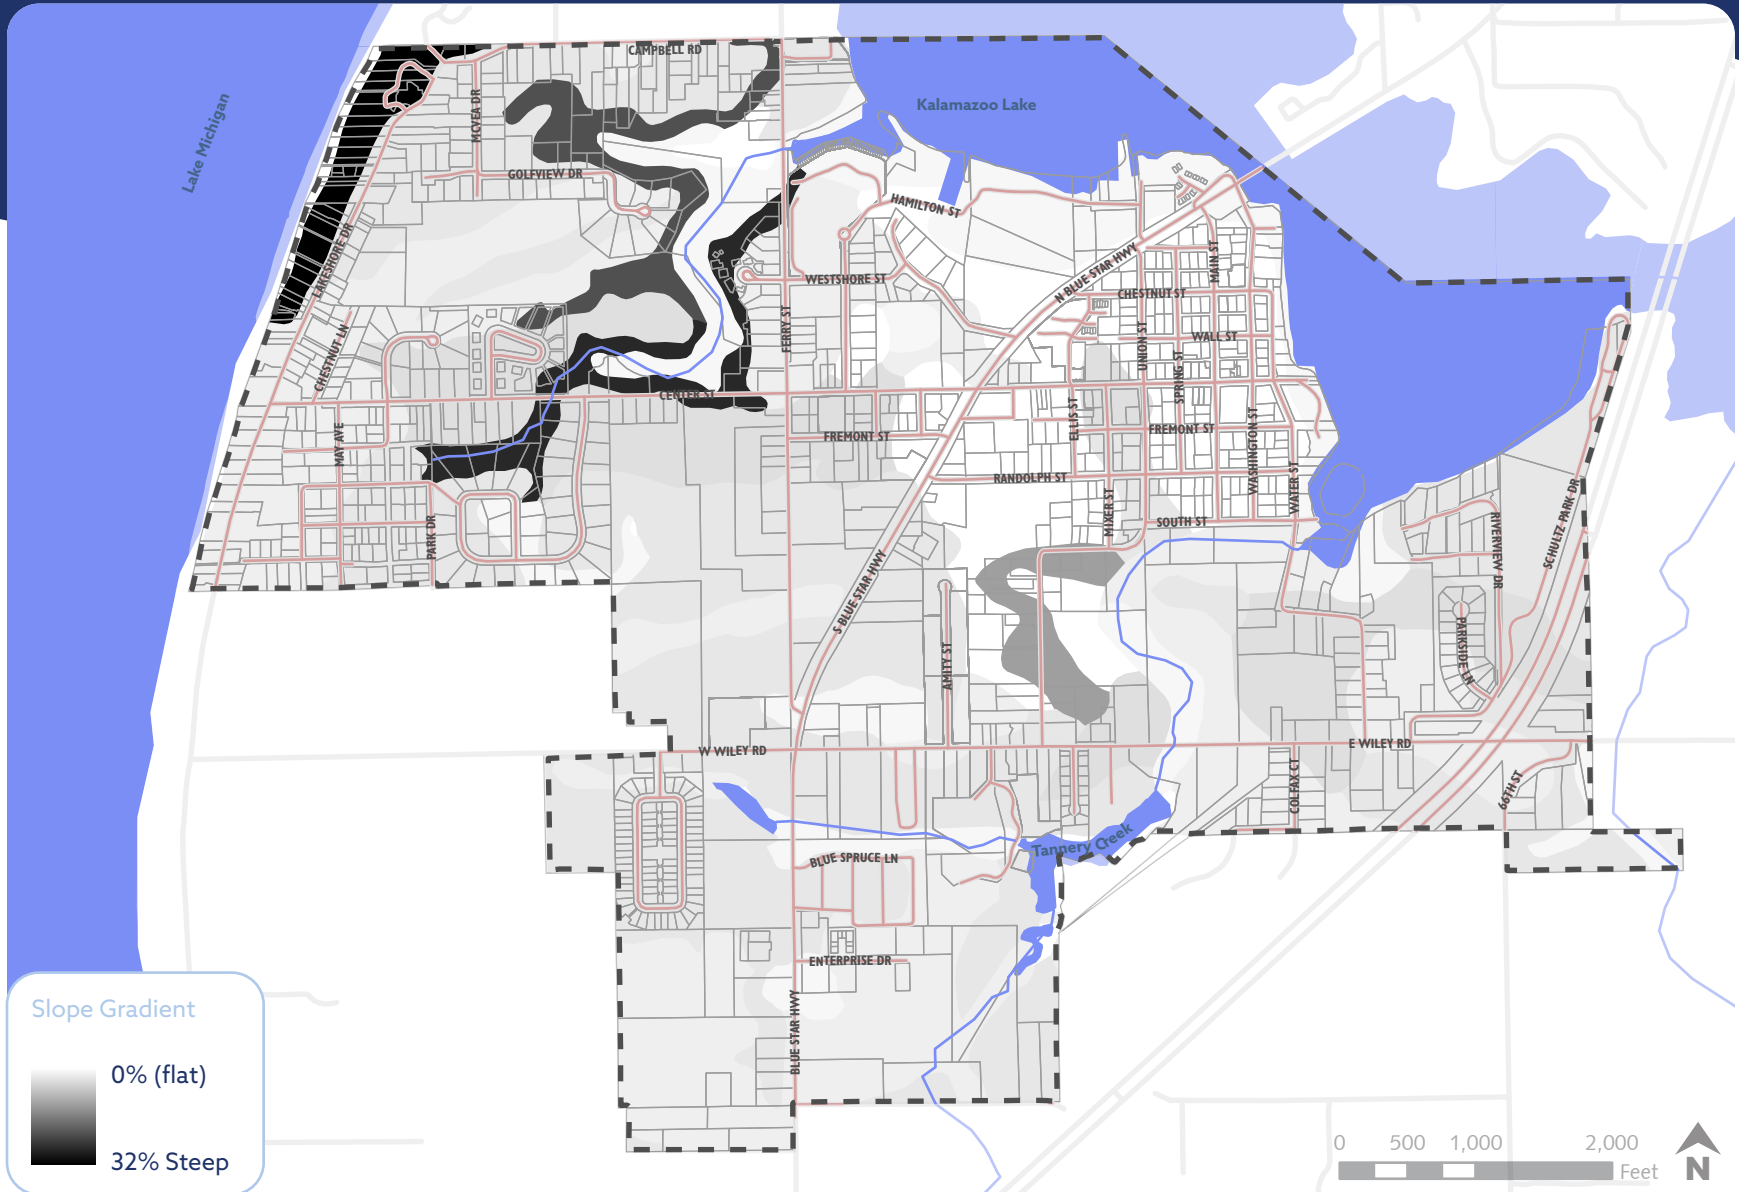 CAMPBELL RD
Kalamazoo Lake
Lake Michigan
MCVEA DR
GOLFVIEW DR
HAMILTON ST
LAKESHORE DR
WESTSHORE ST
N BLUE STAR HWY
MAIN ST
CHESTNUT ST
FERRY ST
CHESTNUT LN
UNION ST
WALL ST
SPRING ST
CENTER ST
ELLIS ST
MAY AVE
FREMONT ST
FREMONT ST
WASHINGTON ST
RANDOLPH ST
WATER ST
MIXER ST
SOUTH ST
PARK DR
RIVERVIEW DR
SCHULTZ PARK DR
S BLUE STAR HWY
AMITY ST
PARKSIDE LN
W WILEY RD
E WILEY RD
COLFAX CT
66TH ST
Tannery Creek
BLUE SPRUCE LN
ENTERPRISE DR
BLUE STAR HWY
Slope Gradient
0% (flat)
32% Steep
0 500 1,000 2,000
Feet
N